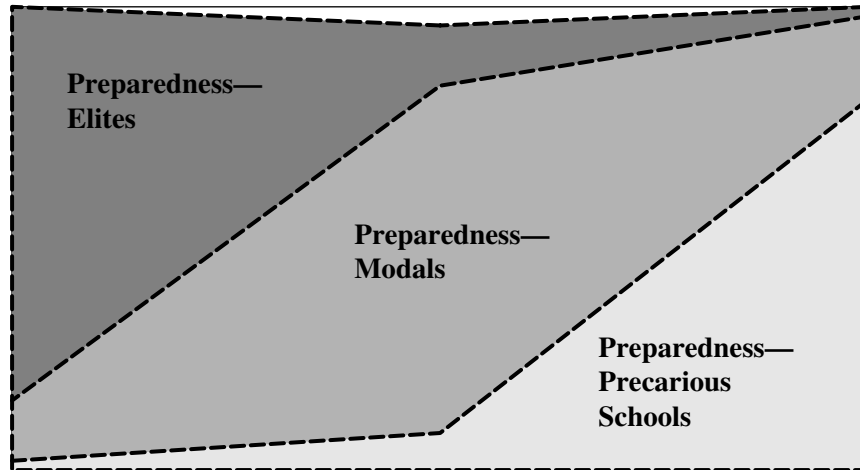 Preparedness—
Elites
Preparedness—
Modals
Preparedness—
Precarious
Schools